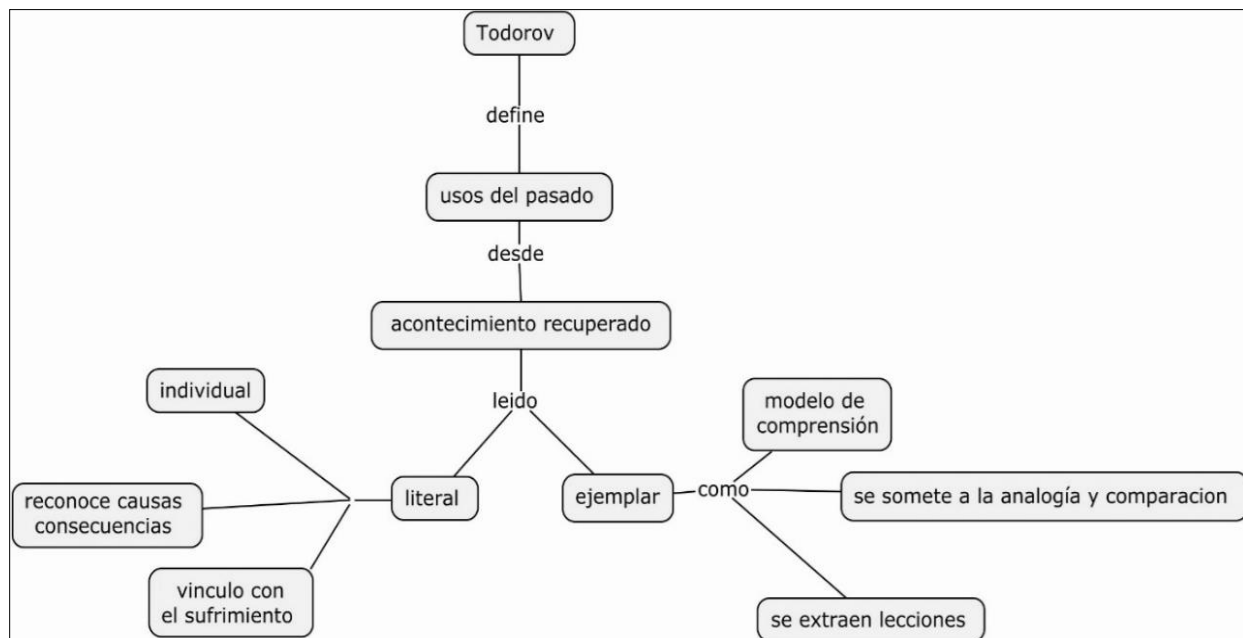 Todorov
define
usos del pasado
desde
acontecimiento recuperado
leido
individual
reconoce causas
consecuencias
vinculo con
el sufrimiento
literal
ejemplar
como
modelo de
comprensión
se somete a la analogía y comparacion
se extraen lecciones